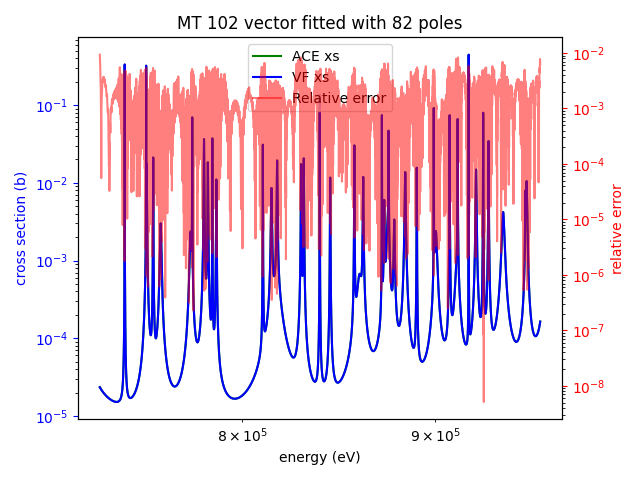 MT 102 vector fitted with 82 poles
ACE xs
VF xs
Relative error
cross section (b)
10⁻¹
10⁻²
10⁻³
10⁻⁴
10⁻⁵
10⁻²
10⁻³
10⁻⁴
10⁻⁵
10⁻⁶
10⁻⁷
10⁻⁸
relative error
8 × 10⁵
9 × 10⁵
energy (eV)